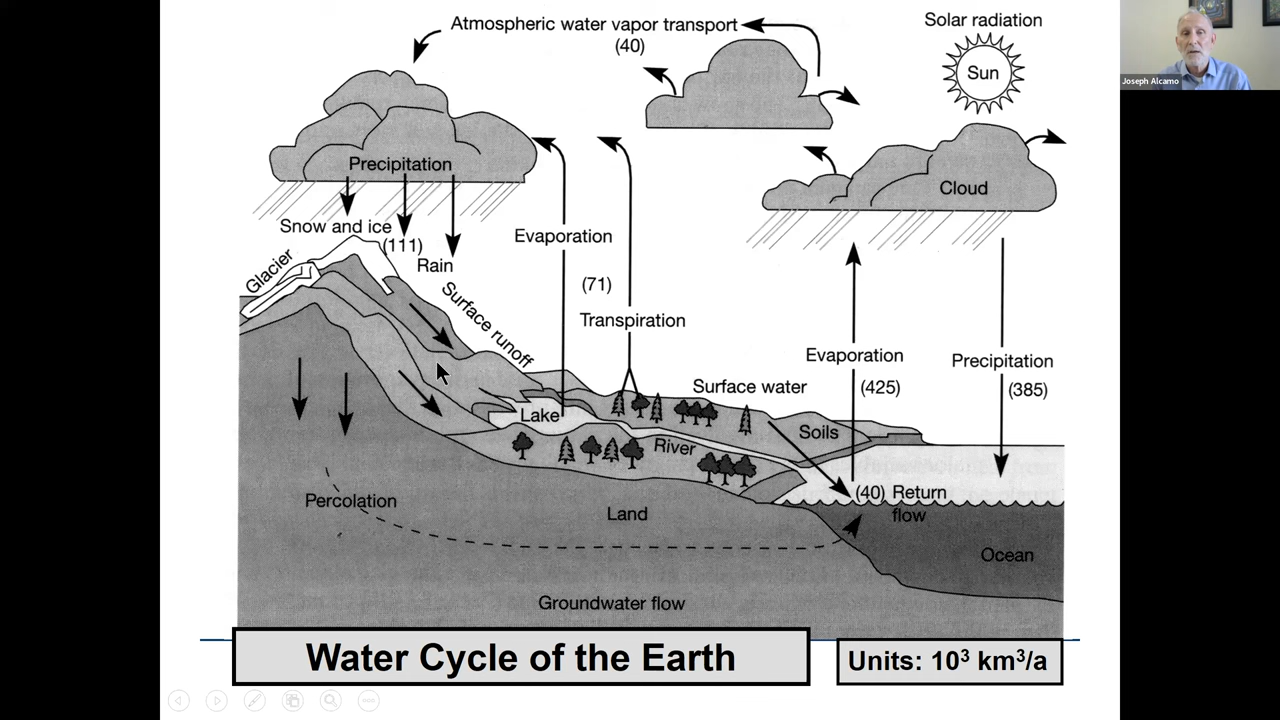 Atmospheric water vapor transport
(40)
Solar radiation
Sun
Joseph Alcamo
Precipitation
Cloud
Snow and ice
(111)
Rain
Glacier
Surface runoff
Evaporation
(71)
Transpiration
Evaporation
(425)
Precipitation
(385)
Surface water
Lake
River
Soils
(40) Return
flow
Percolation
Land
Ocean
Groundwater flow
Water Cycle of the Earth
Units: 10³ km³/a